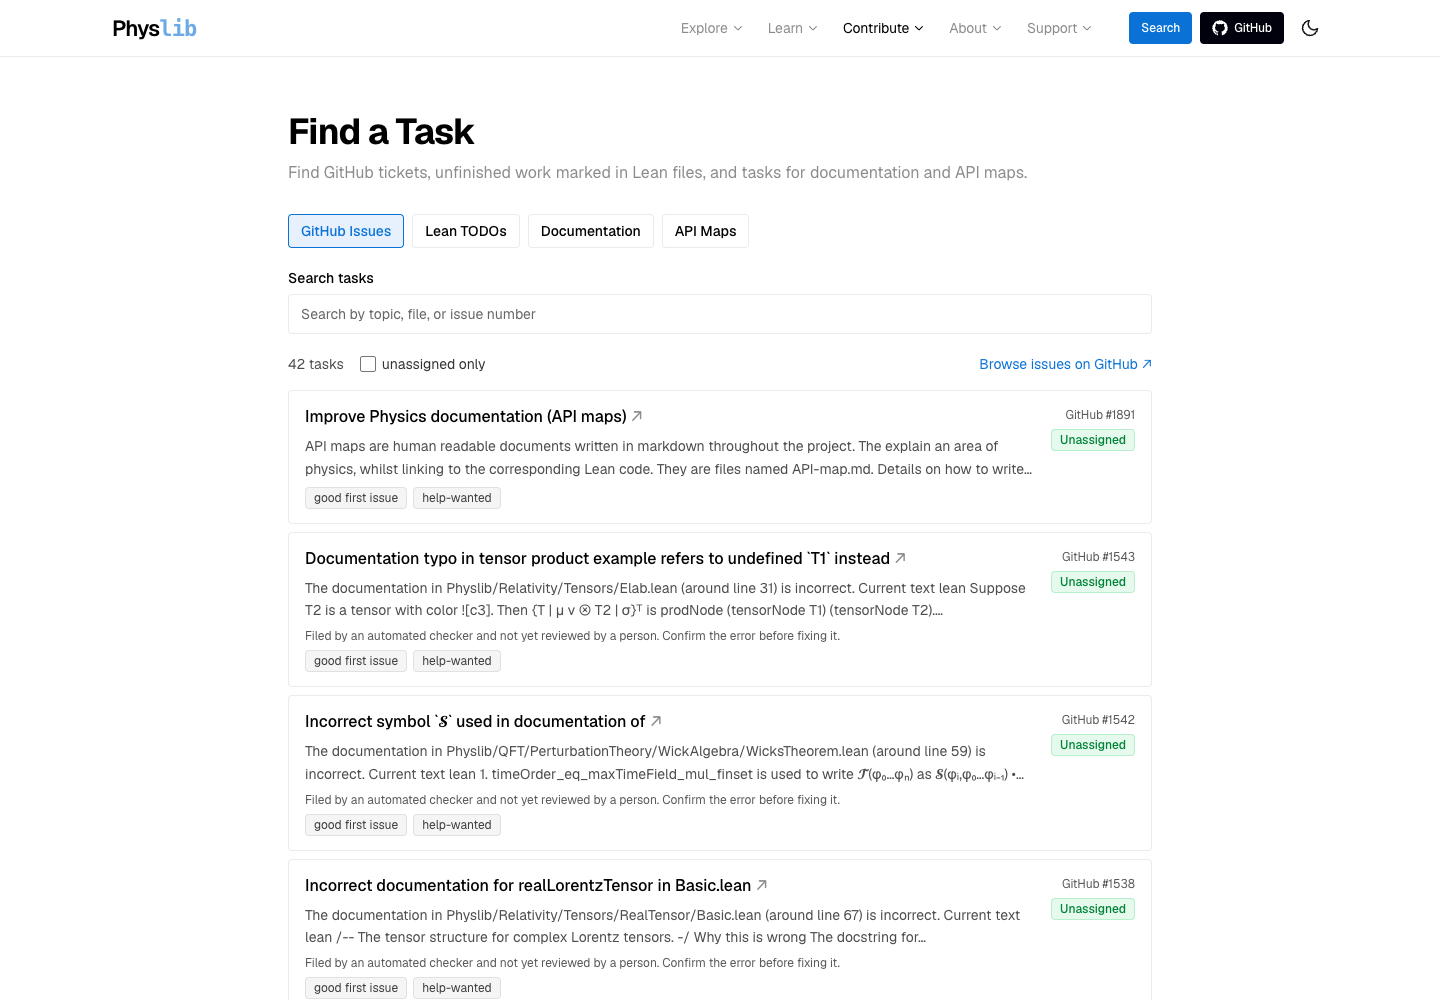 Physlib
Explore
Learn
Contribute
About
Support
Search
GitHub
Find a Task
Find GitHub tickets, unfinished work marked in Lean files, and tasks for documentation and API maps.
GitHub Issues
Lean TODOs
Documentation
API Maps
Search tasks
Search by topic, file, or issue number
42 tasks
unassigned only
Browse issues on GitHub ↗
Improve Physics documentation (API maps) ↗
GitHub #1891
Unassigned
API maps are human readable documents written in markdown throughout the project. The explain an area of
physics, whilst linking to the corresponding Lean code. They are files named API-map.md. Details on how to write...
good first issue
help-wanted
Documentation typo in tensor product example refers to undefined `T1` instead ↗
GitHub #1543
Unassigned
The documentation in Physlib/Relativity/Tensors/Elab.lean (around line 31) is incorrect. Current text lean Suppose
T2 is a tensor with color ![c3]. Then {T | μ ν ⊗ T2 | σ}ᵀ is prodNode (tensorNode T1) (tensorNode T2)....
Filed by an automated checker and not yet reviewed by a person. Confirm the error before fixing it.
good first issue
help-wanted
Incorrect symbol `𝓢` used in documentation of ↗
GitHub #1542
Unassigned
The documentation in Physlib/QFT/PerturbationTheory/WickAlgebra/WicksTheorem.lean (around line 59) is
incorrect. Current text lean 1. timeOrder_eq_maxTimeField_mul_finset is used to write 𝓣(φ₀…φₙ) as 𝓢(φᵢ,φ₀…φᵢ₋₁) •...
Filed by an automated checker and not yet reviewed by a person. Confirm the error before fixing it.
good first issue
help-wanted
Incorrect documentation for realLorentzTensor in Basic.lean ↗
GitHub #1538
Unassigned
The documentation in Physlib/Relativity/Tensors/RealTensor/Basic.lean (around line 67) is incorrect. Current text
lean /-- The tensor structure for complex Lorentz tensors. -/ Why this is wrong The docstring for...
Filed by an automated checker and not yet reviewed by a person. Confirm the error before fixing it.
good first issue
help-wanted